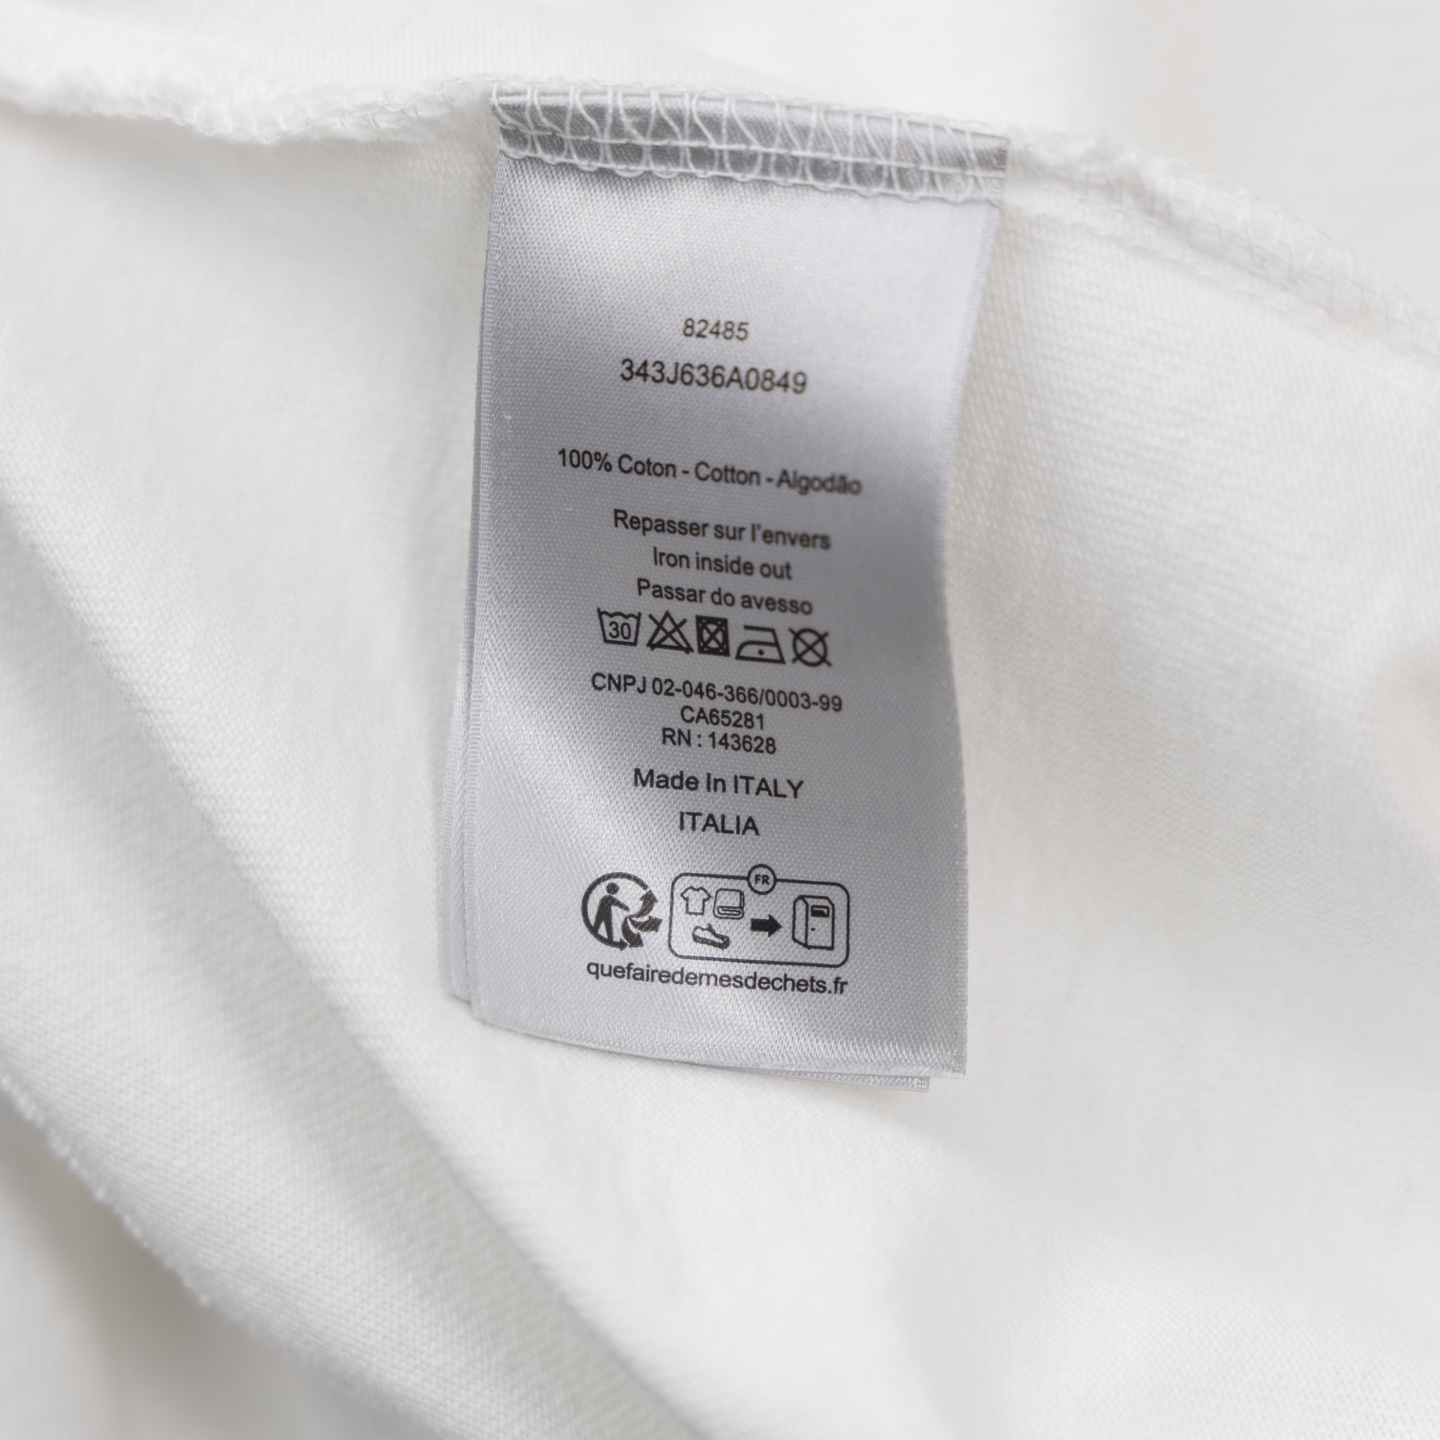 82485
343J636A0849
100% Coton - Cotton - Algodão
Repasser sur l'envers
Iron inside out
Passar do avesso
30
CNPJ 02-046-366/0003-99
CA65281
RN : 143628
Made In ITALY
ITALIA
FR
quefairedemesdechets.fr